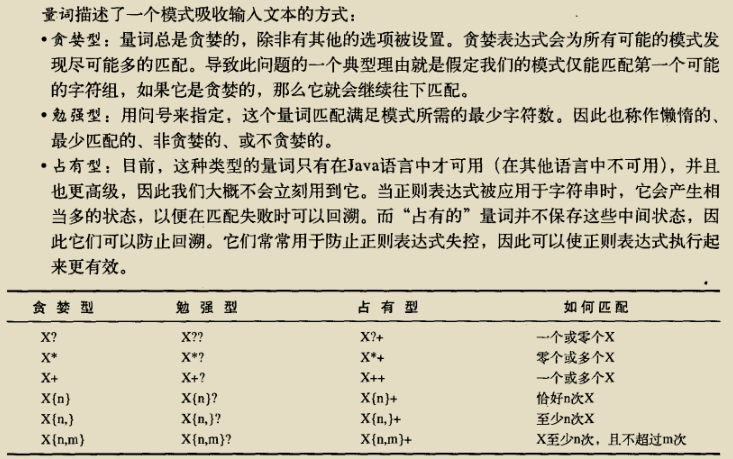 量词描述了一个模式吸收输入文本的方式：
•贪婪型：量词总是贪婪的，除非有其他的选项被设置。贪婪表达式会为所有可能的模式发
现尽可能多的匹配。导致此问题的一个典型理由就是假定我们的模式仅能匹配第一个可能
的字符组，如果它是贪婪的，那么它就会继续往下匹配。
•勉强型：用问号来指定，这个量词匹配满足模式所需的最少字符数。因此也称作懒惰的、
最少匹配的、非贪婪的、或不贪婪的。
•占有型：目前，这种类型的量词只有在Java语言中才可用（在其他语言中不可用），并且
也更高级，因此我们大概不会立刻用到它。当正则表达式被应用于字符串时，它会产生相
当多的状态，以便在匹配失败时可以回溯。而“占有的”量词并不保存这些中间状态，因
此它们可以防止回溯。它们常常用于防止正则表达式失控，因此可以使正则表达式执行起
来更有效。
贪婪型 勉强型 占有型 如何匹配
X? X?? X?+ 一个或零个X
X* X*? X*+ 零个或多个X
X+ X+? X++ 一个或多个X
X{n} X{n}? X{n}+ 恰好n次X
X{n,} X{n,}? X{n,}+ 至少n次X
X{n,m} X{n,m}? X{n,m}+ X至少n次，且不超过m次